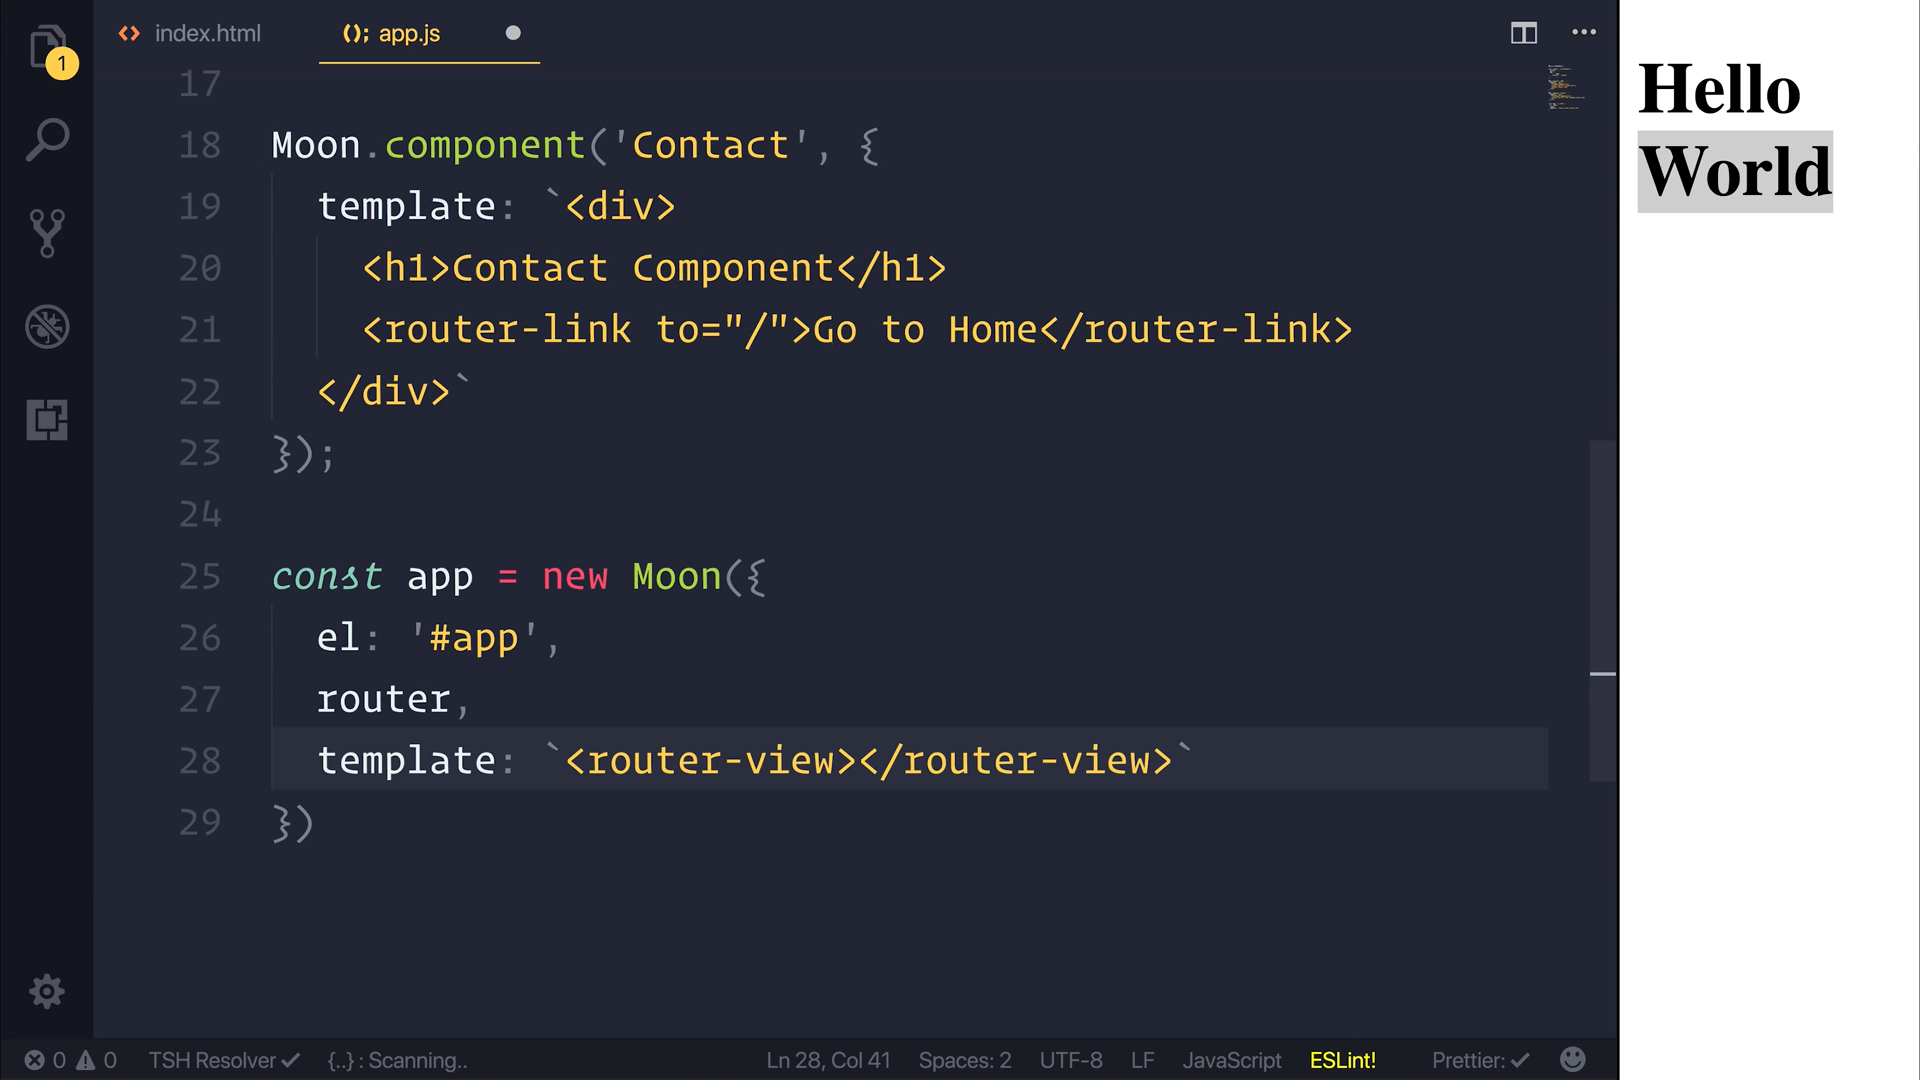 index.html
(); app.js
1
17
18 Moon.component('Contact', {
19 template: `<div>
20 <h1>Contact Component</h1>
21 <router-link to="/">Go to Home</router-link>
22 </div>`
23 });
24
25 const app = new Moon({
26 el: '#app',
27 router,
28 template: `<router-view></router-view>`
29 })
Hello
World
0 0 TSH Resolver {..} : Scanning.. Ln 28, Col 41 Spaces: 2 UTF-8 LF JavaScript ESLint! Prettier: